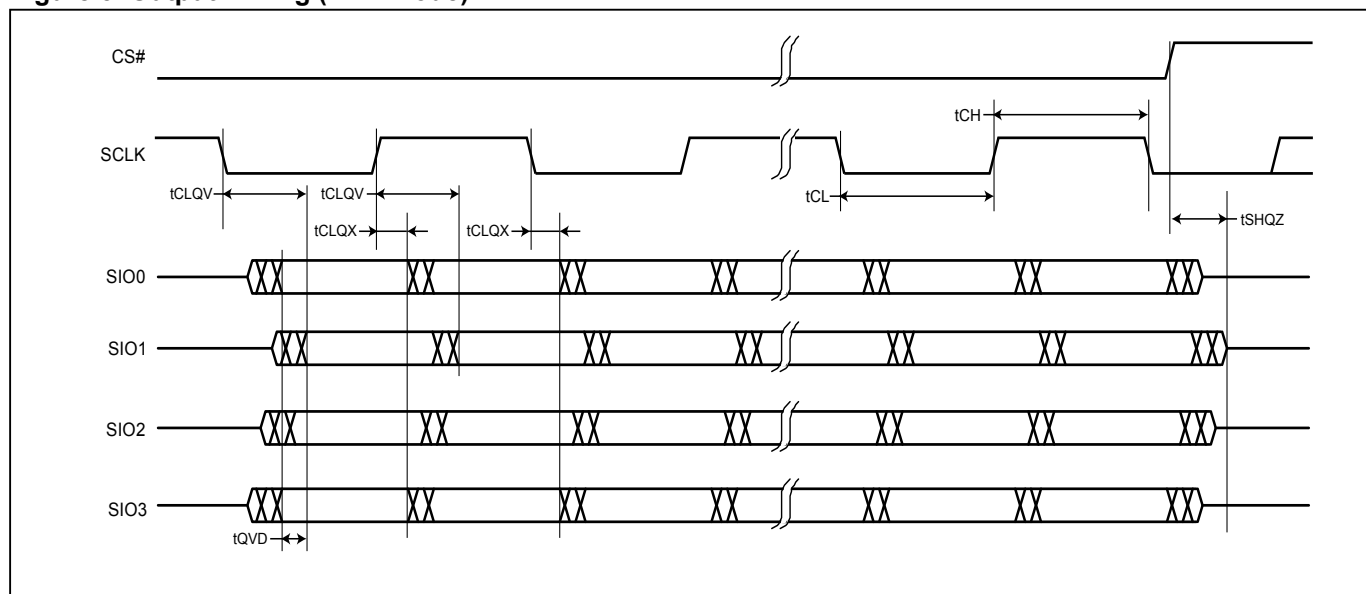 CS#
tCH
SCLK
tCLQV
tCLQV
tCL
tSHQZ
tCLQX
tCLQX
SIO0
SIO1
SIO2
SIO3
tQVD